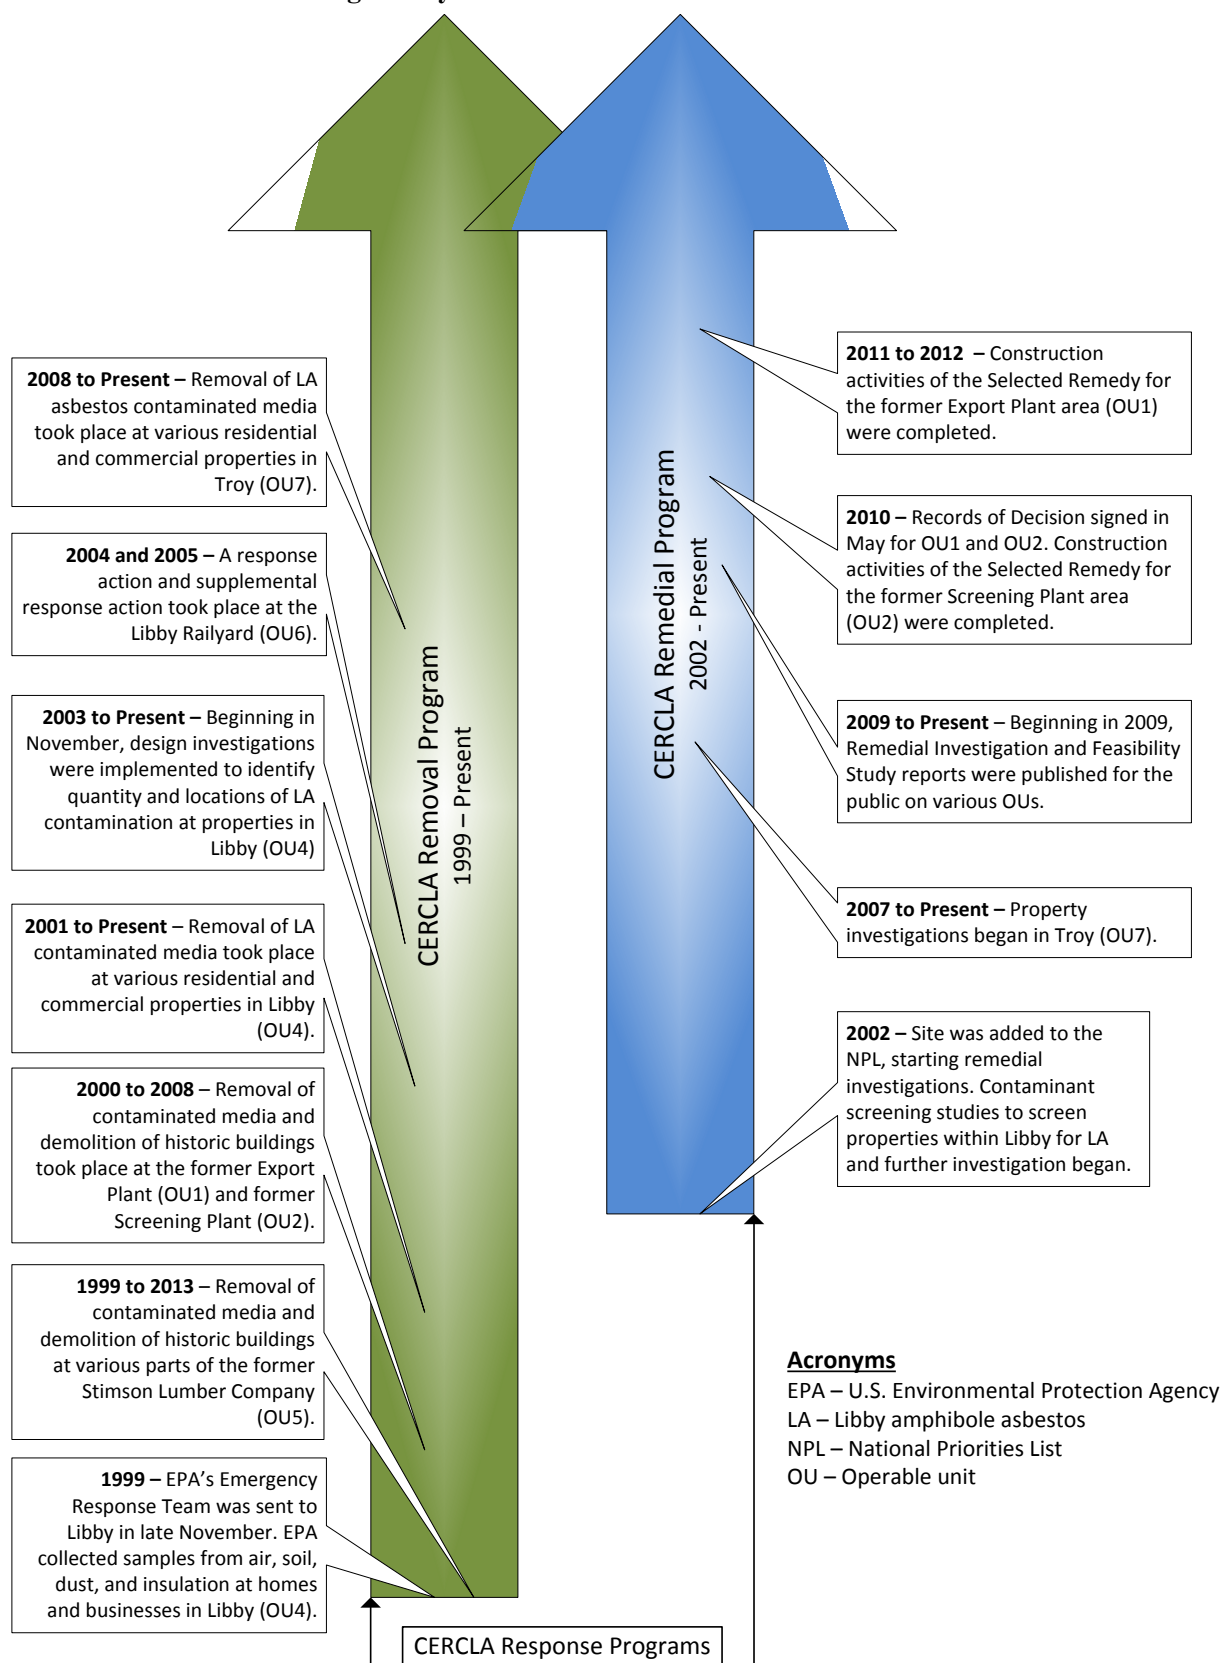 2008 to Present – Removal of LA
asbestos contaminated media
took place at various residential
and commercial properties in
Troy (OU7).
2004 and 2005 – A response
action and supplemental
response action took place at the
Libby Railyard (OU6).
2003 to Present – Beginning in
November, design investigations
were implemented to identify
quantity and locations of LA
contamination at properties in
Libby (OU4)
2001 to Present – Removal of LA
contaminated media took place
at various residential and
commercial properties in Libby
(OU4).
2000 to 2008 – Removal of
contaminated media and
demolition of historic buildings
took place at the former Export
Plant (OU1) and former
Screening Plant (OU2).
1999 to 2013 – Removal of
contaminated media and
demolition of historic buildings
at various parts of the former
Stimson Lumber Company
(OU5).
1999 – EPA’s Emergency
Response Team was sent to
Libby in late November. EPA
collected samples from air, soil,
dust, and insulation at homes
and businesses in Libby (OU4).
CERCLA Removal Program
1999 – Present
CERCLA Remedial Program
2002 - Present
2011 to 2012 – Construction
activities of the Selected Remedy for
the former Export Plant area (OU1)
were completed.
2010 – Records of Decision signed in
May for OU1 and OU2. Construction
activities of the Selected Remedy for
the former Screening Plant area
(OU2) were completed.
2009 to Present – Beginning in 2009,
Remedial Investigation and Feasibility
Study reports were published for the
public on various OUs.
2007 to Present – Property
investigations began in Troy (OU7).
2002 – Site was added to the
NPL, starting remedial
investigations. Contaminant
screening studies to screen
properties within Libby for LA
and further investigation began.
Acronyms
EPA – U.S. Environmental Protection Agency
LA – Libby amphibole asbestos
NPL – National Priorities List
OU – Operable unit
CERCLA Response Programs